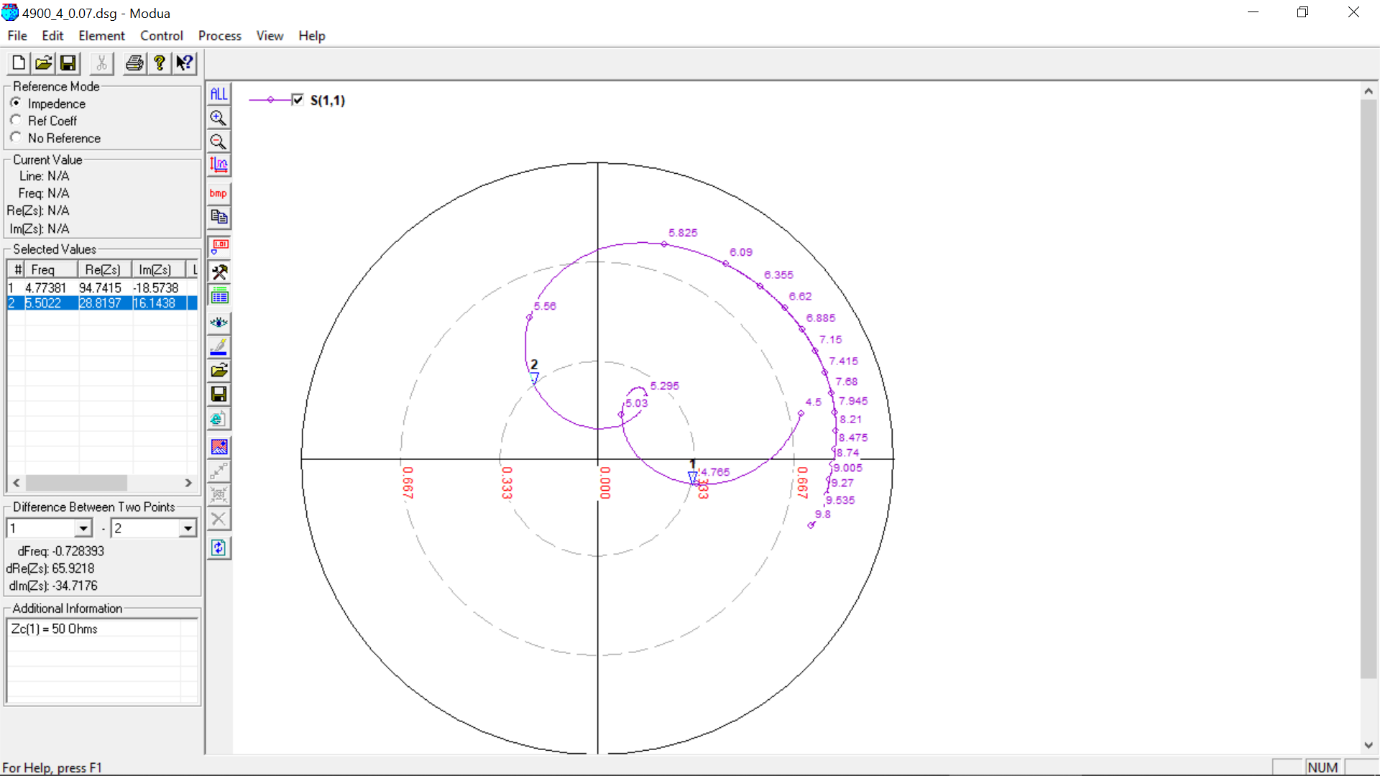 4900_4_0.07.dsg - Modua
File Edit Element Control Process View Help
Reference Mode
Impedence
Ref Coeff
No Reference
Current Value
Line: N/A
Freq: N/A
Re(Zs): N/A
Im(Zs): N/A
Selected Values
# Freq Re(Zs) Im(Zs) L
1 4.77381 94.7415 -18.5738
2 5.5022 28.8197 16.1438
Difference Between Two Points
1 - 2
dFreq: -0.728393
dRe(Zs): 65.9218
dIm(Zs): -34.7176
Additional Information
Zc(1) = 50 Ohms
ALL
bmp
S(1,1)
5.825
6.09
6.355
6.62
6.885
7.15
7.415
7.68
7.945
8.21
8.475
8.74
9.005
9.27
9.535
9.8
5.56
2
5.295
5.03
4.5
1
4.765
0.667
0.333
0.000
0.333
0.667
For Help, press F1
NUM